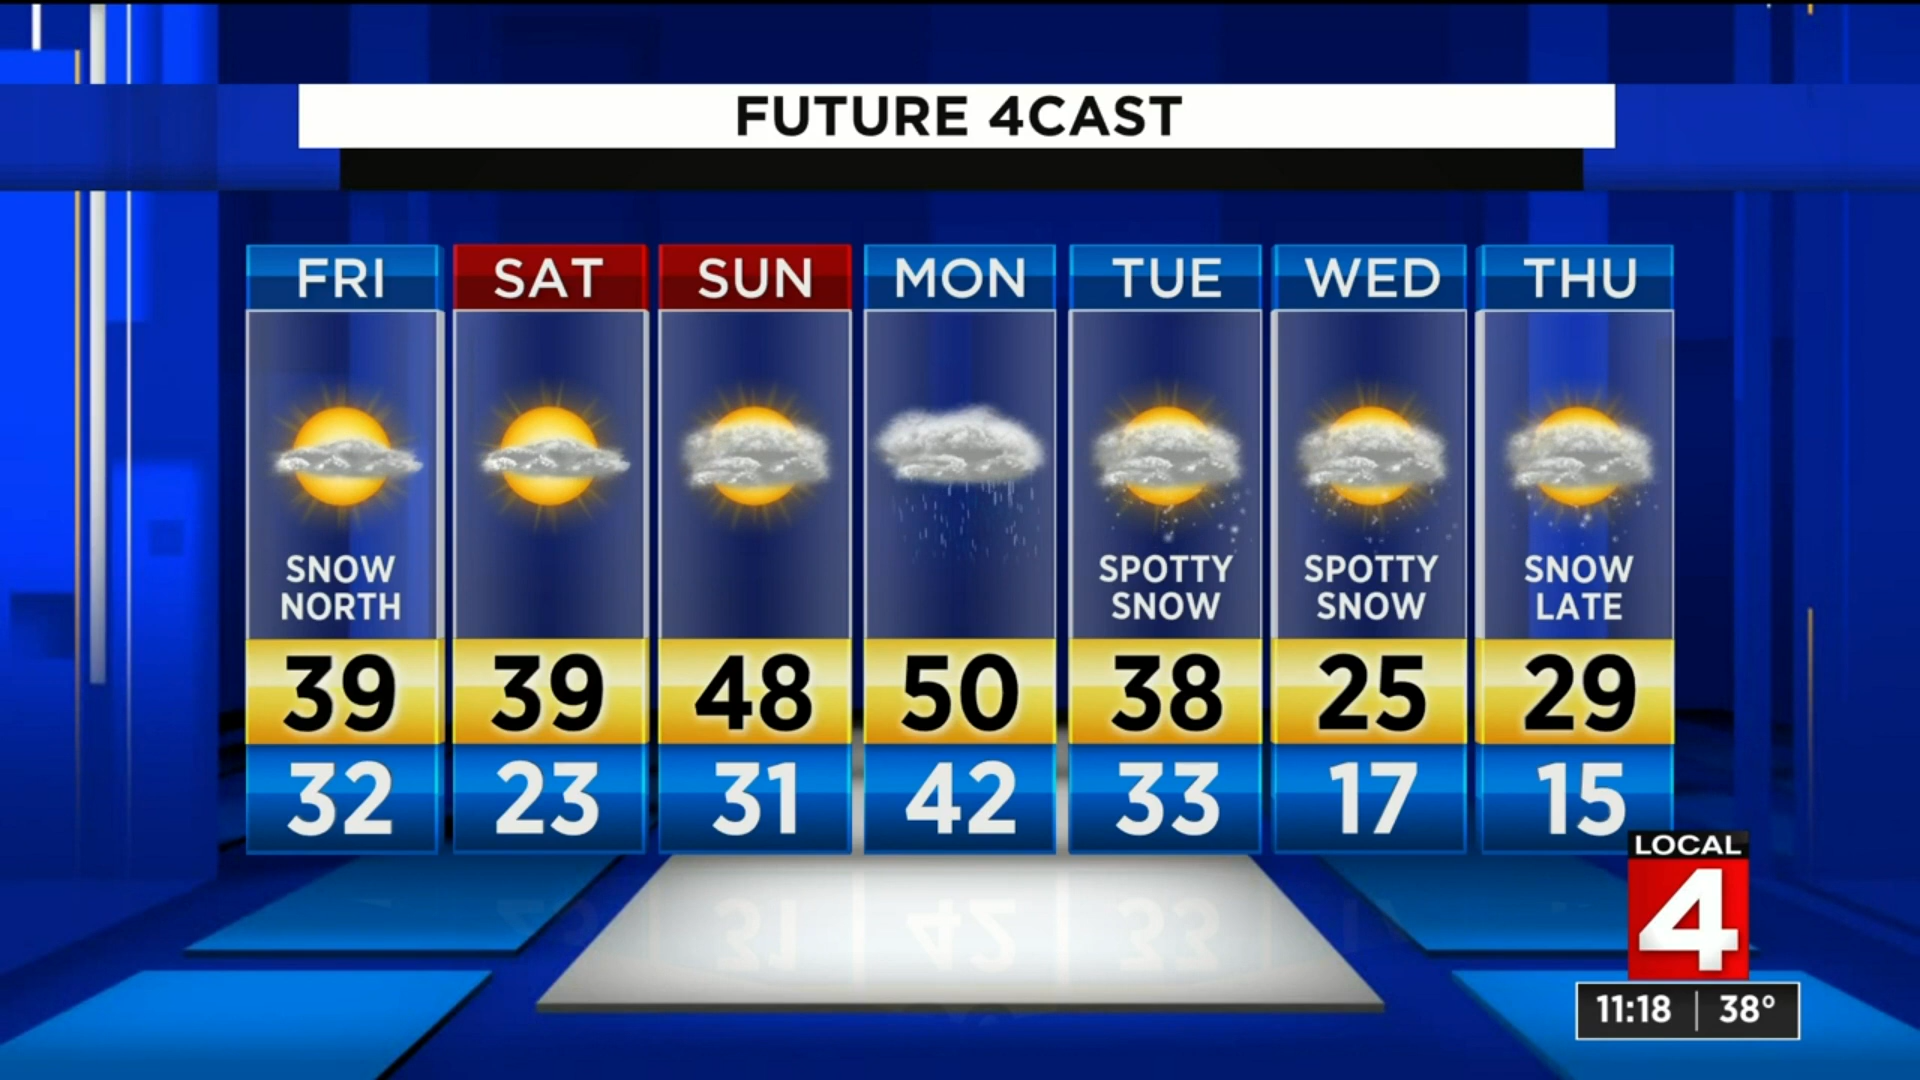 FUTURE 4CAST
FRI SAT SUN MON TUE WED THU
SNOW NORTH
SPOTTY SNOW
SPOTTY SNOW
SNOW LATE
39 39 48 50 38 25 29
32 23 31 42 33 17 15
LOCAL
4
11:18 38°